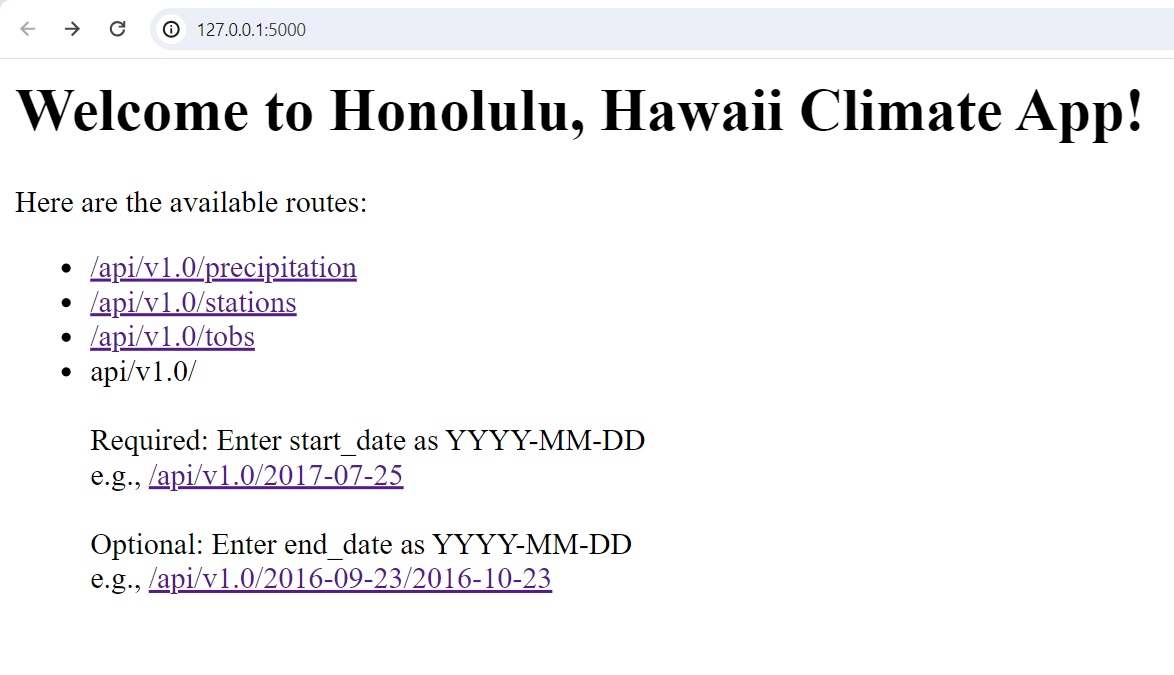 127.0.0.1:5000
Welcome to Honolulu, Hawaii Climate App!
Here are the available routes:
/api/v1.0/precipitation
/api/v1.0/stations
/api/v1.0/tobs
api/v1.0/
Required: Enter start_date as YYYY-MM-DD
e.g., /api/v1.0/2017-07-25
Optional: Enter end_date as YYYY-MM-DD
e.g., /api/v1.0/2016-09-23/2016-10-23